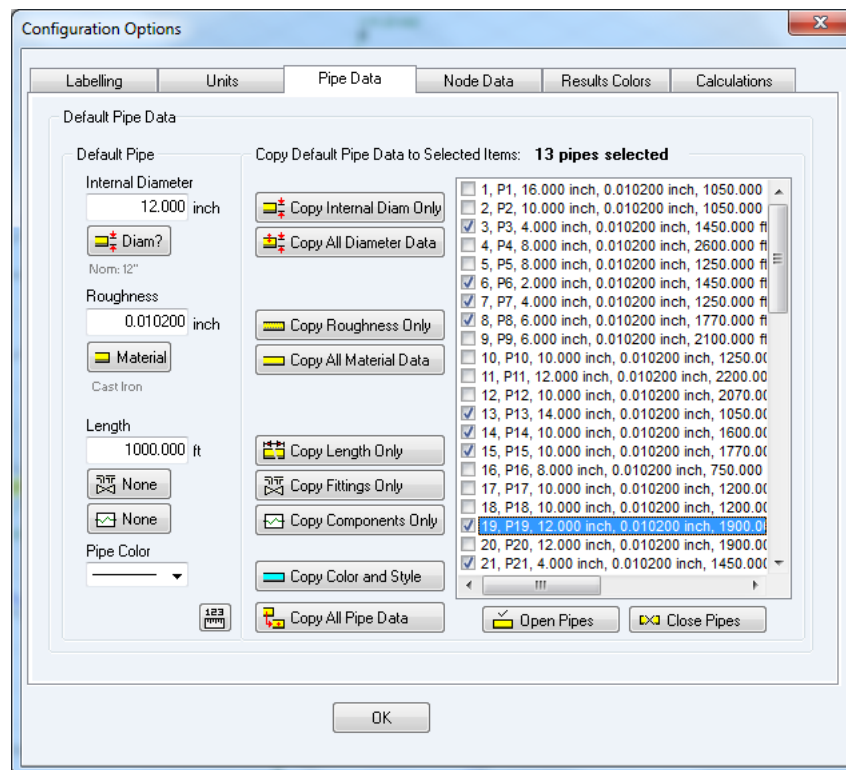 Configuration Options
Labelling
Units
Pipe Data
Node Data
Results Colors
Calculations
Default Pipe Data
Default Pipe
Internal Diameter
12.000 inch
Diam?
Nom: 12"
Roughness
0.010200 inch
Material
Cast Iron
Length
1000.000 ft
None
None
Pipe Color
123
Copy Default Pipe Data to Selected Items: 13 pipes selected
Copy Internal Diam Only
Copy All Diameter Data
Copy Roughness Only
Copy All Material Data
Copy Length Only
Copy Fittings Only
Copy Components Only
Copy Color and Style
Copy All Pipe Data
1, P1, 16.000 inch, 0.010200 inch, 1050.000
2, P2, 10.000 inch, 0.010200 inch, 1050.000
3, P3, 4.000 inch, 0.010200 inch, 1450.000 ft
4, P4, 8.000 inch, 0.010200 inch, 2600.000 ft
5, P5, 8.000 inch, 0.010200 inch, 1250.000 ft
6, P6, 2.000 inch, 0.010200 inch, 1450.000 ft
7, P7, 4.000 inch, 0.010200 inch, 1250.000 ft
8, P8, 6.000 inch, 0.010200 inch, 1770.000 ft
9, P9, 6.000 inch, 0.010200 inch, 2100.000 ft
10, P10, 10.000 inch, 0.010200 inch, 1250.00
11, P11, 12.000 inch, 0.010200 inch, 2200.00
12, P12, 10.000 inch, 0.010200 inch, 2070.00
13, P13, 14.000 inch, 0.010200 inch, 1050.00
14, P14, 10.000 inch, 0.010200 inch, 1600.00
15, P15, 10.000 inch, 0.010200 inch, 1770.00
16, P16, 8.000 inch, 0.010200 inch, 750.000
17, P17, 10.000 inch, 0.010200 inch, 1200.00
18, P18, 10.000 inch, 0.010200 inch, 1200.00
19, P19, 12.000 inch, 0.010200 inch, 1900.00
20, P20, 12.000 inch, 0.010200 inch, 1900.00
21, P21, 4.000 inch, 0.010200 inch, 1450.000
Open Pipes
Close Pipes
OK